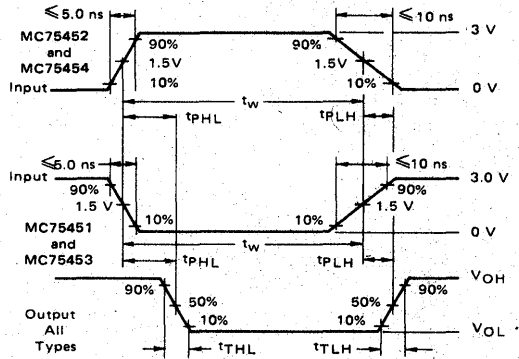 ≤5.0 ns
≤10 ns
MC75452
and
MC75454
90%
90%
3 V
1.5 V
1.5 V
10%
10%
Input
0 V
tw
tPHL
tPLH
≤5.0 ns
≤10 ns
Input
3.0 V
90%
90%
1.5 V
1.5 V
10%
10%
0 V
MC75451
and
MC75453
tw
tPHL
tPLH
VOH
90%
90%
50%
50%
Output
All
Types
10%
10%
VOL
tTHL
tTLH